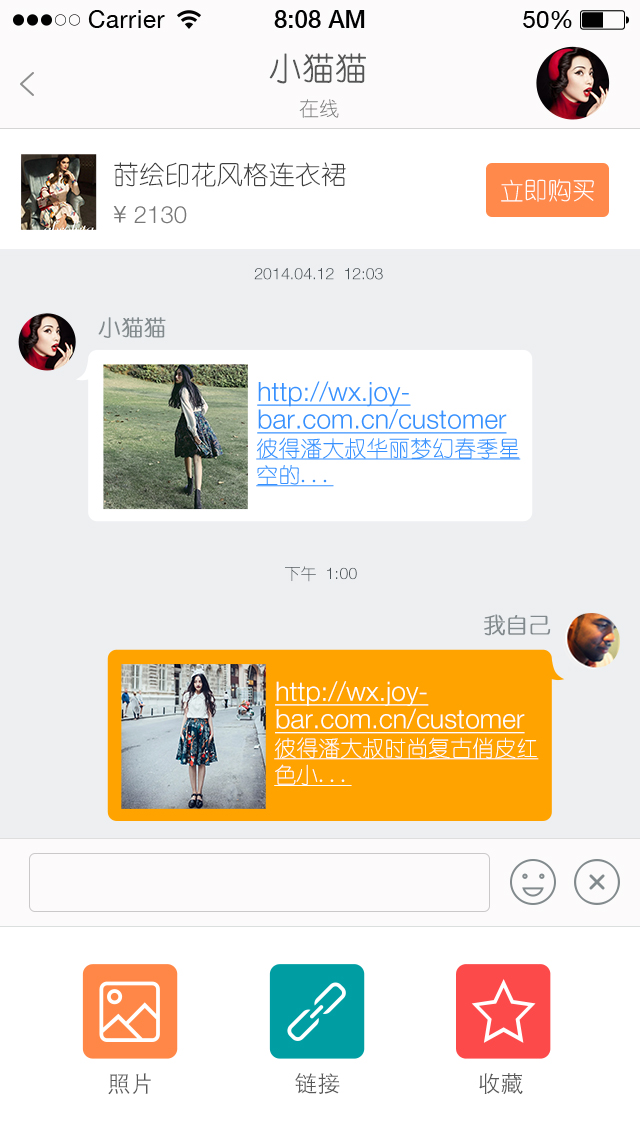 Carrier 8:08 AM 50%
小猫猫
在线
莳绘印花风格连衣裙
¥ 2130
立即购买
2014.04.12 12:03
小猫猫
http://wx.joy-
bar.com.cn/customer
彼得潘大叔华丽梦幻春季星
空的...
下午 1:00
我自己
http://wx.joy-
bar.com.cn/customer
彼得潘大叔时尚复古俏皮红
色小...
照片
链接
收藏